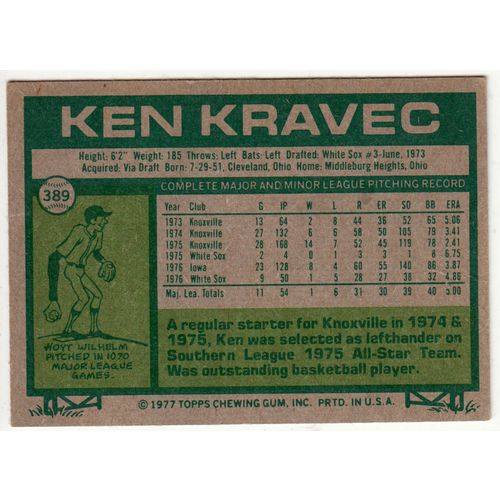 KEN KRAVEC
Height: 6'2" Weight: 185 Throws: Left Bats: Left Drafted: White Sox #3-June, 1973
Acquired: Via Draft Born: 7-29-51, Cleveland, Ohio Home: Middleburg Heights, Ohio
389
COMPLETE MAJOR AND MINOR LEAGUE PITCHING RECORD
Year Club G IP W L R ER SO BB ERA
1973 Knoxville 13 64 2 8 44 36 52 65 5.06
1974 Knoxville 27 132 6 6 58 50 105 79 3.41
1975 Knoxville 28 168 14 7 52 45 119 78 2.41
1975 White Sox 2 4 0 1 3 3 1 8 6.75
1976 Iowa 23 128 8 8 60 55 140 86 3.87
1976 White Sox 9 50 1 5 28 27 38 32 4.86
Maj. Lea. Totals 11 54 1 6 31 30 39 40 5.00
HOYT WILHELM
PITCHED IN 1070
MAJOR LEAGUE
GAMES.
A regular starter for Knoxville in 1974 &
1975, Ken was selected as lefthander on
Southern League 1975 All-Star Team.
Was outstanding basketball player.
© 1977 TOPPS CHEWING GUM, INC. PRTD. IN U.S.A.